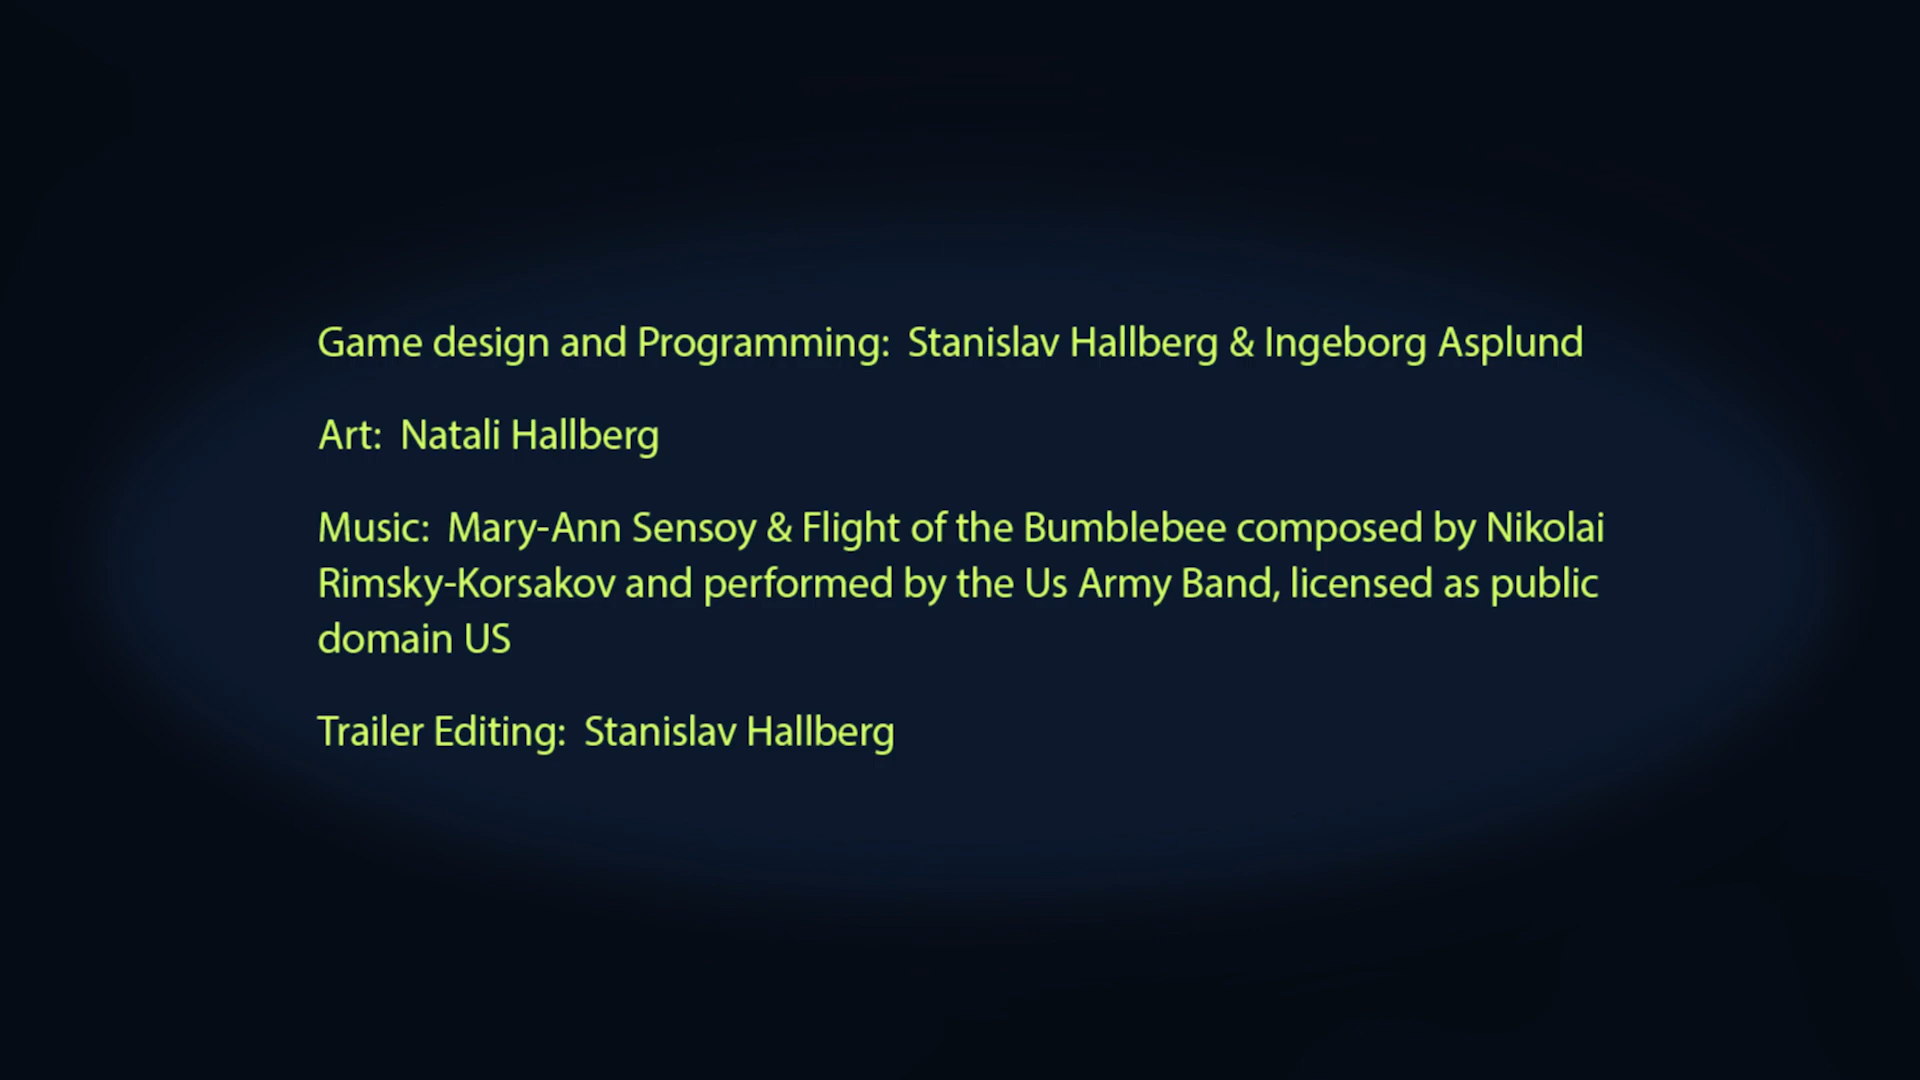 Game design and Programming:  Stanislav Hallberg & Ingeborg Asplund
Art:  Natali Hallberg
Music:  Mary-Ann Sensoy & Flight of the Bumblebee composed by Nikolai
Rimsky-Korsakov and performed by the Us Army Band, licensed as public
domain US
Trailer Editing:  Stanislav Hallberg